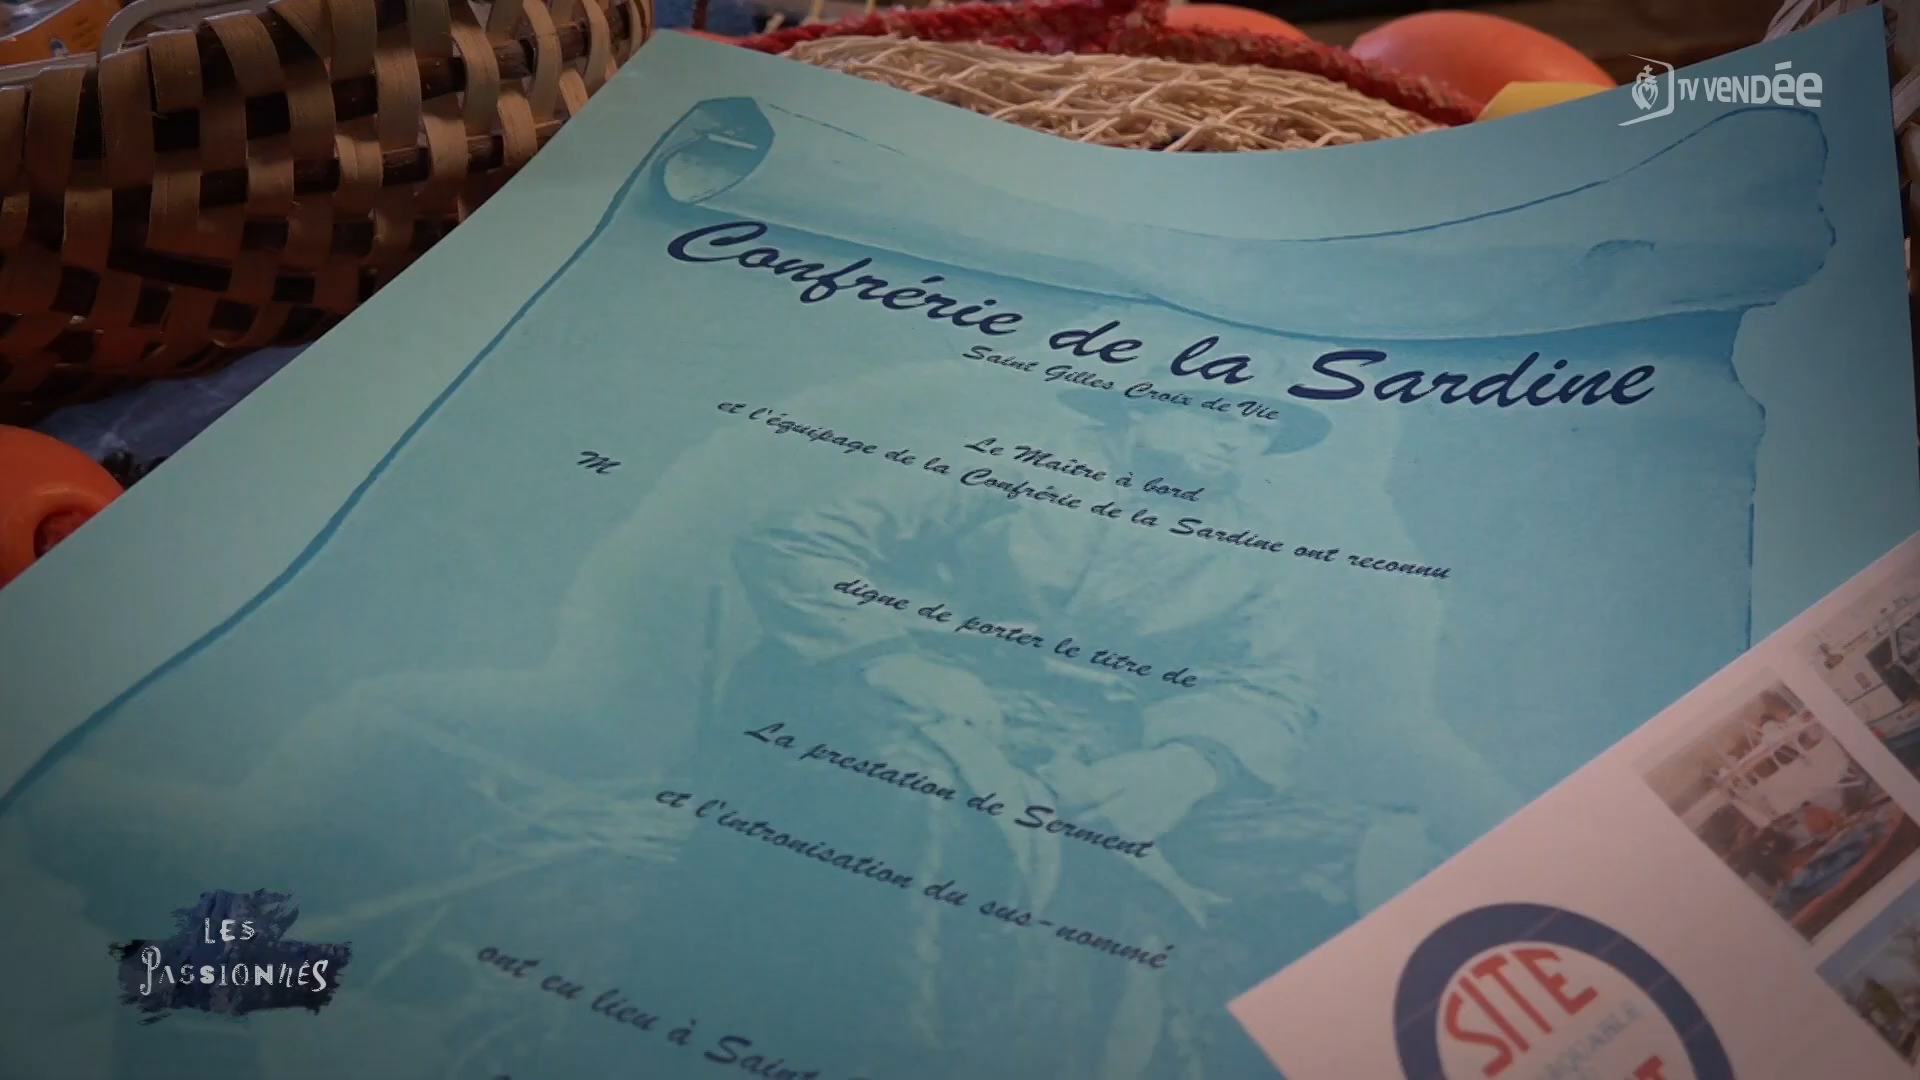 TV VENDÉE
Confrérie de la Sardine
Saint Gilles Croix de Vie
Le Maître à bord
et l'équipage de la Confrérie de la Sardine ont reconnu
M
digne de porter le titre de
La prestation de Serment
et l'intronisation du sus-nommé
ont eu lieu à Saint
LES
PASSIONNÉS
SITE